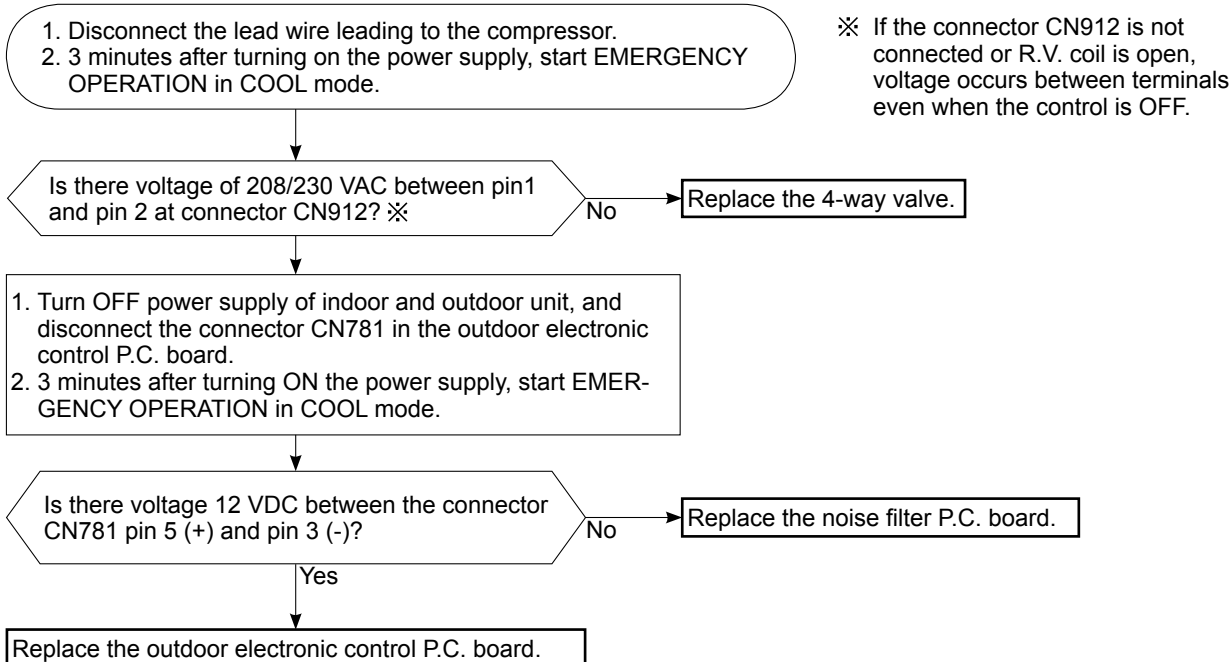 1. Disconnect the lead wire leading to the compressor.
2. 3 minutes after turning on the power supply, start EMERGENCY
OPERATION in COOL mode.
※ If the connector CN912 is not
connected or R.V. coil is open,
voltage occurs between terminals
even when the control is OFF.
Is there voltage of 208/230 VAC between pin1
and pin 2 at connector CN912? ※
No
Replace the 4-way valve.
1. Turn OFF power supply of indoor and outdoor unit, and
disconnect the connector CN781 in the outdoor electronic
control P.C. board.
2. 3 minutes after turning ON the power supply, start EMER-
GENCY OPERATION in COOL mode.
Is there voltage 12 VDC between the connector
CN781 pin 5 (+) and pin 3 (-)?
No
Replace the noise filter P.C. board.
Yes
Replace the outdoor electronic control P.C. board.